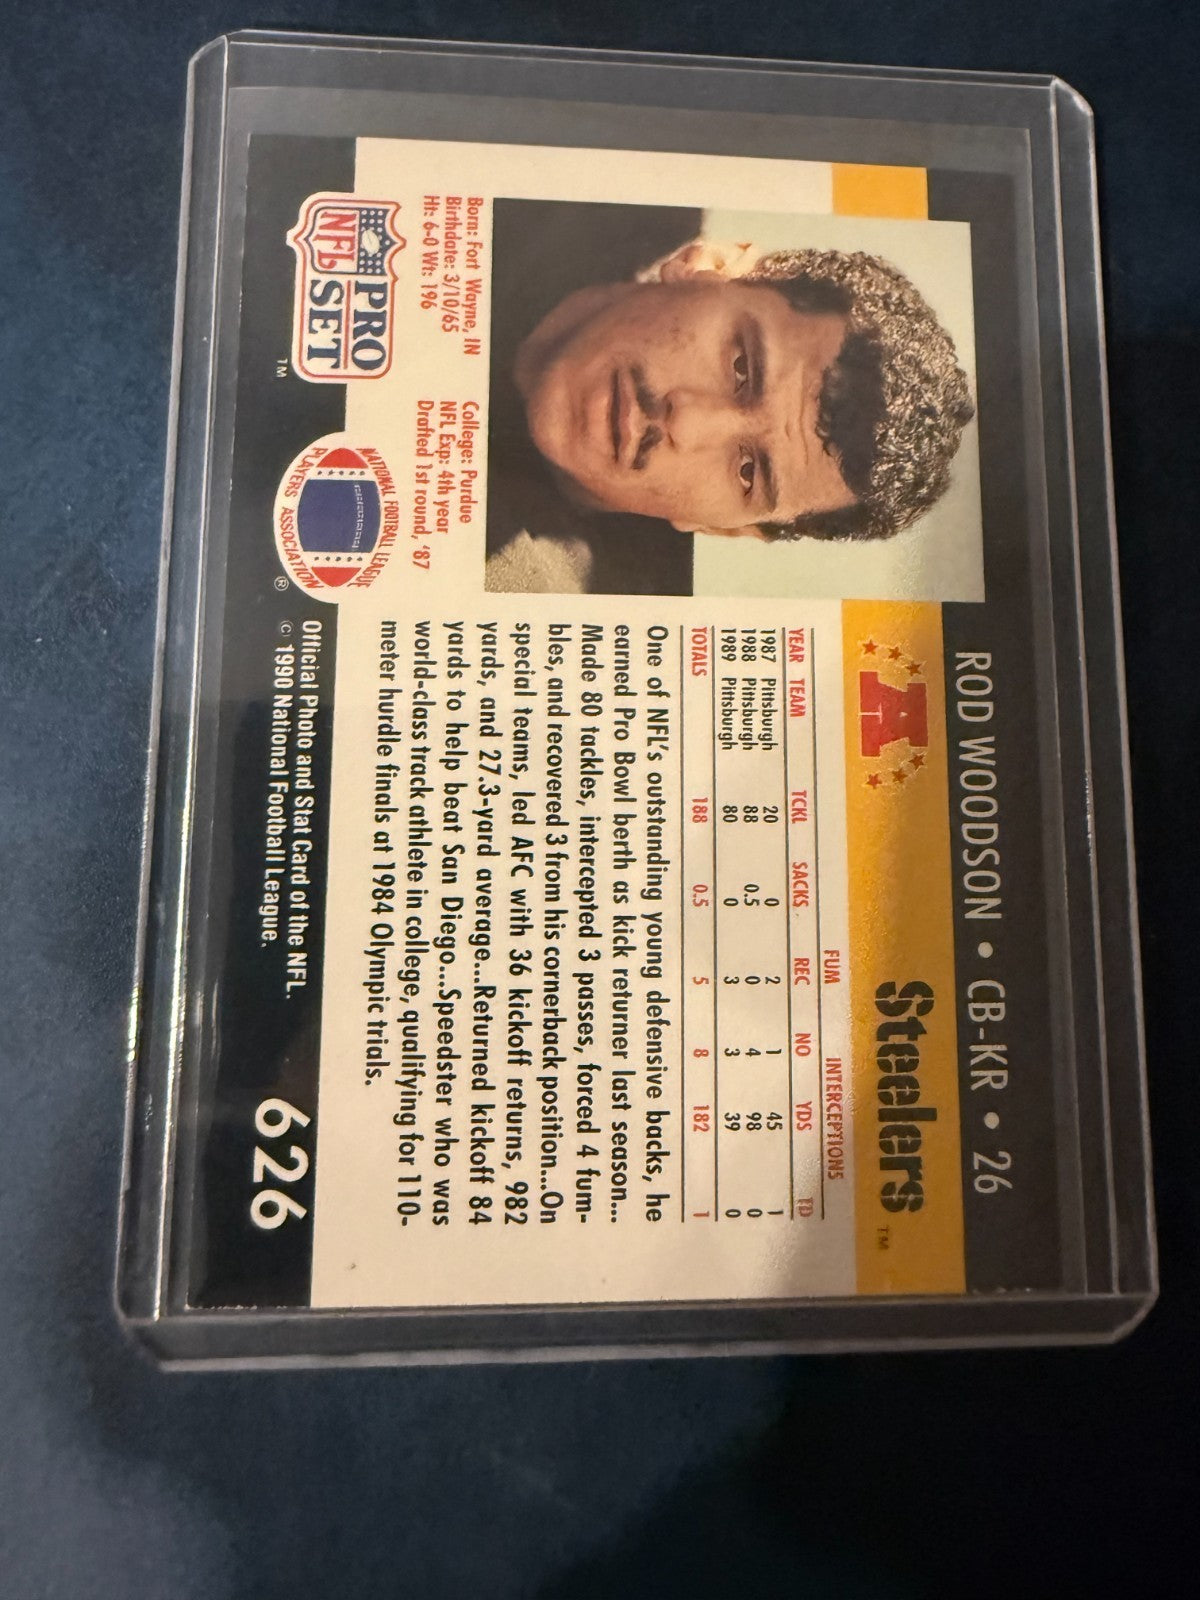 ROD WOODSON • CB-KR • 26
A
Steelers™
FUM INTERCEPTIONS
YEAR TEAM TCKL SACKS REC NO YDS TD
1987 Pittsburgh 20 0 2 1 45 1
1988 Pittsburgh 88 0.5 0 4 98 0
1989 Pittsburgh 80 0 3 3 39 0
TOTALS 188 0.5 5 8 182 1
One of NFL's outstanding young defensive backs, he
earned Pro Bowl berth as kick returner last season...
Made 80 tackles, intercepted 3 passes, forced 4 fum-
bles, and recovered 3 from his cornerback position...On
special teams, led AFC with 36 kickoff returns, 982
yards, and 27.3-yard average...Returned kickoff 84
yards to help beat San Diego...Speedster who was
world-class track athlete in college, qualifying for 110-
meter hurdle finals at 1984 Olympic trials.
Born: Fort Wayne, IN
Birthdate: 3/10/65
Ht: 6-0 Wt: 196
College: Purdue
NFL Exp: 4th year
Drafted 1st round, '87
PRO
NFL SET™
NATIONAL FOOTBALL LEAGUE
PLAYERS ASSOCIATION®
Official Photo and Stat Card of the NFL.
© 1990 National Football League.
626